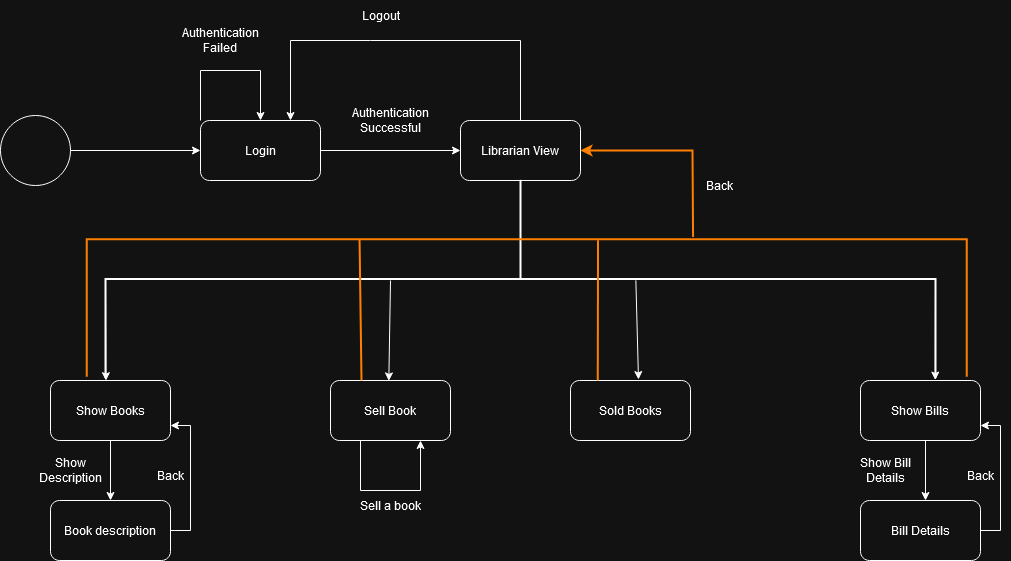 Logout
Authentication
Failed
Authentication
Successful
Login
Librarian View
Back
Show Books
Sell Book
Sold Books
Show Bills
Show
Description
Back
Show Bill
Details
Back
Sell a book
Book description
Bill Details